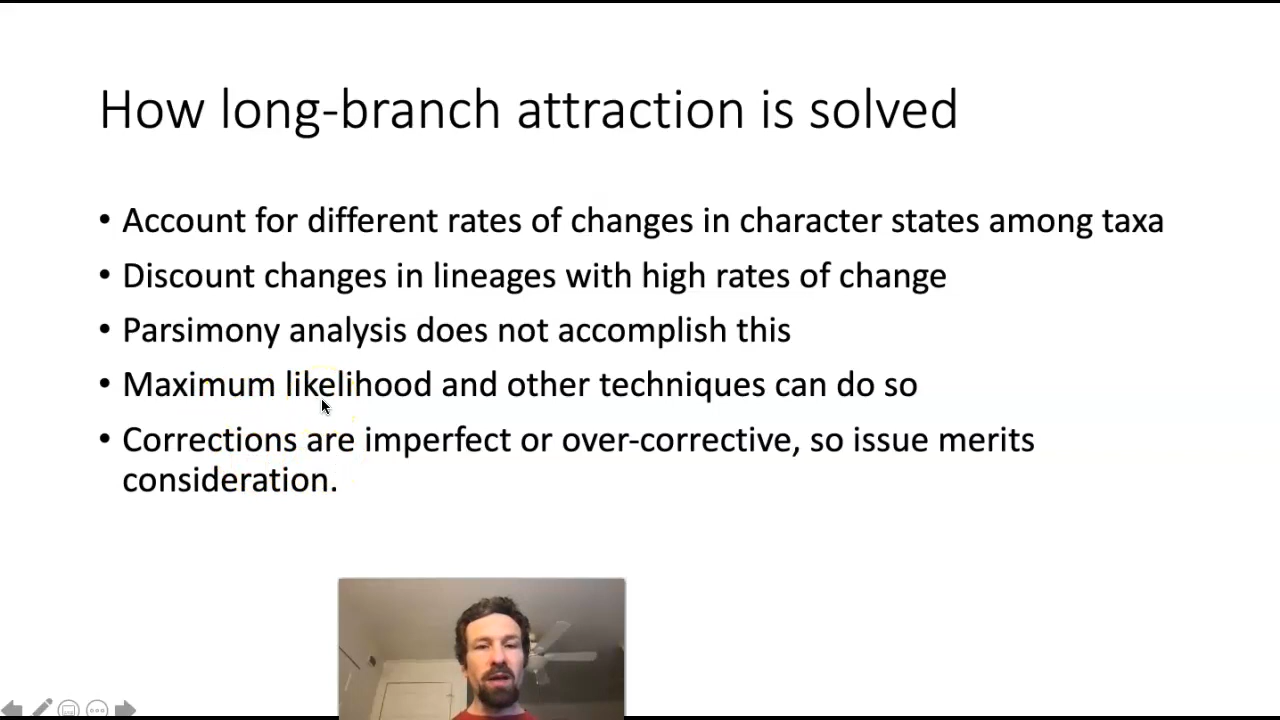 How long-branch attraction is solved
• Account for different rates of changes in character states among taxa
• Discount changes in lineages with high rates of change
• Parsimony analysis does not accomplish this
• Maximum likelihood and other techniques can do so
• Corrections are imperfect or over-corrective, so issue merits
consideration.